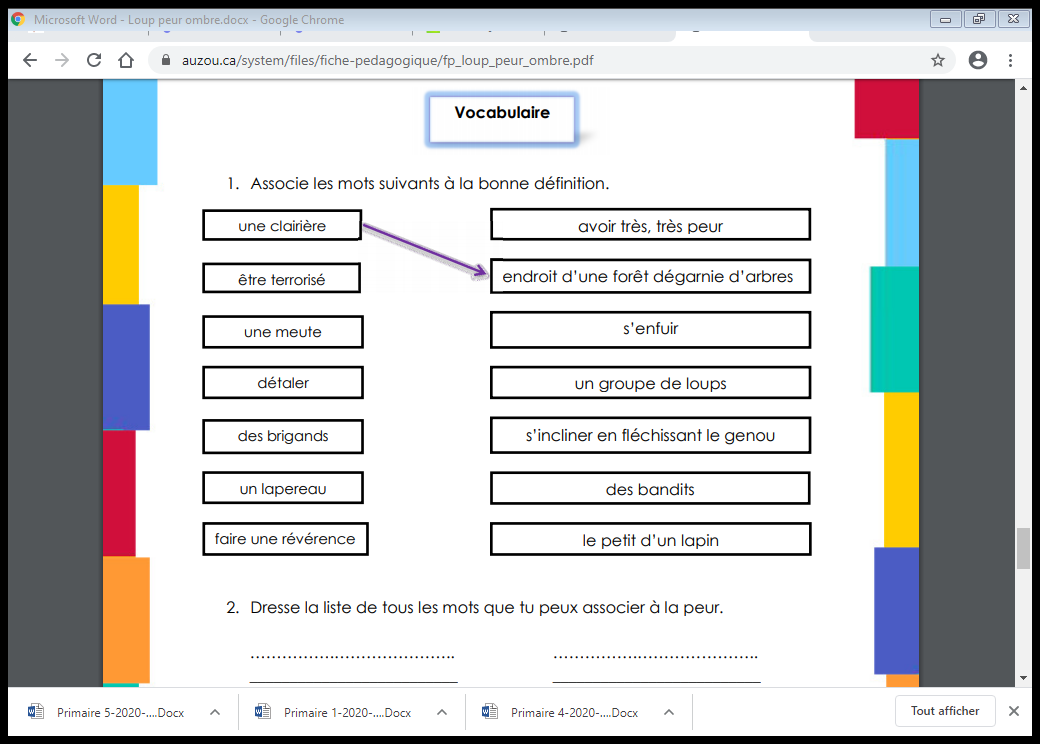 Microsoft Word - Loup peur ombre.docx - Google Chrome
auzou.ca/system/files/fiche-pedagogique/fp_loup_peur_ombre.pdf
Vocabulaire
1. Associe les mots suivants à la bonne définition.
une clairière
avoir très, très peur
être terrorisé
endroit d’une forêt dégarnie d’arbres
une meute
s’enfuir
détaler
un groupe de loups
des brigands
s’incliner en fléchissant le genou
un lapereau
des bandits
faire une révérence
le petit d’un lapin
2. Dresse la liste de tous les mots que tu peux associer à la peur.
Primaire 5-2020-....Docx
Primaire 1-2020-....Docx
Primaire 4-2020-....Docx
Tout afficher